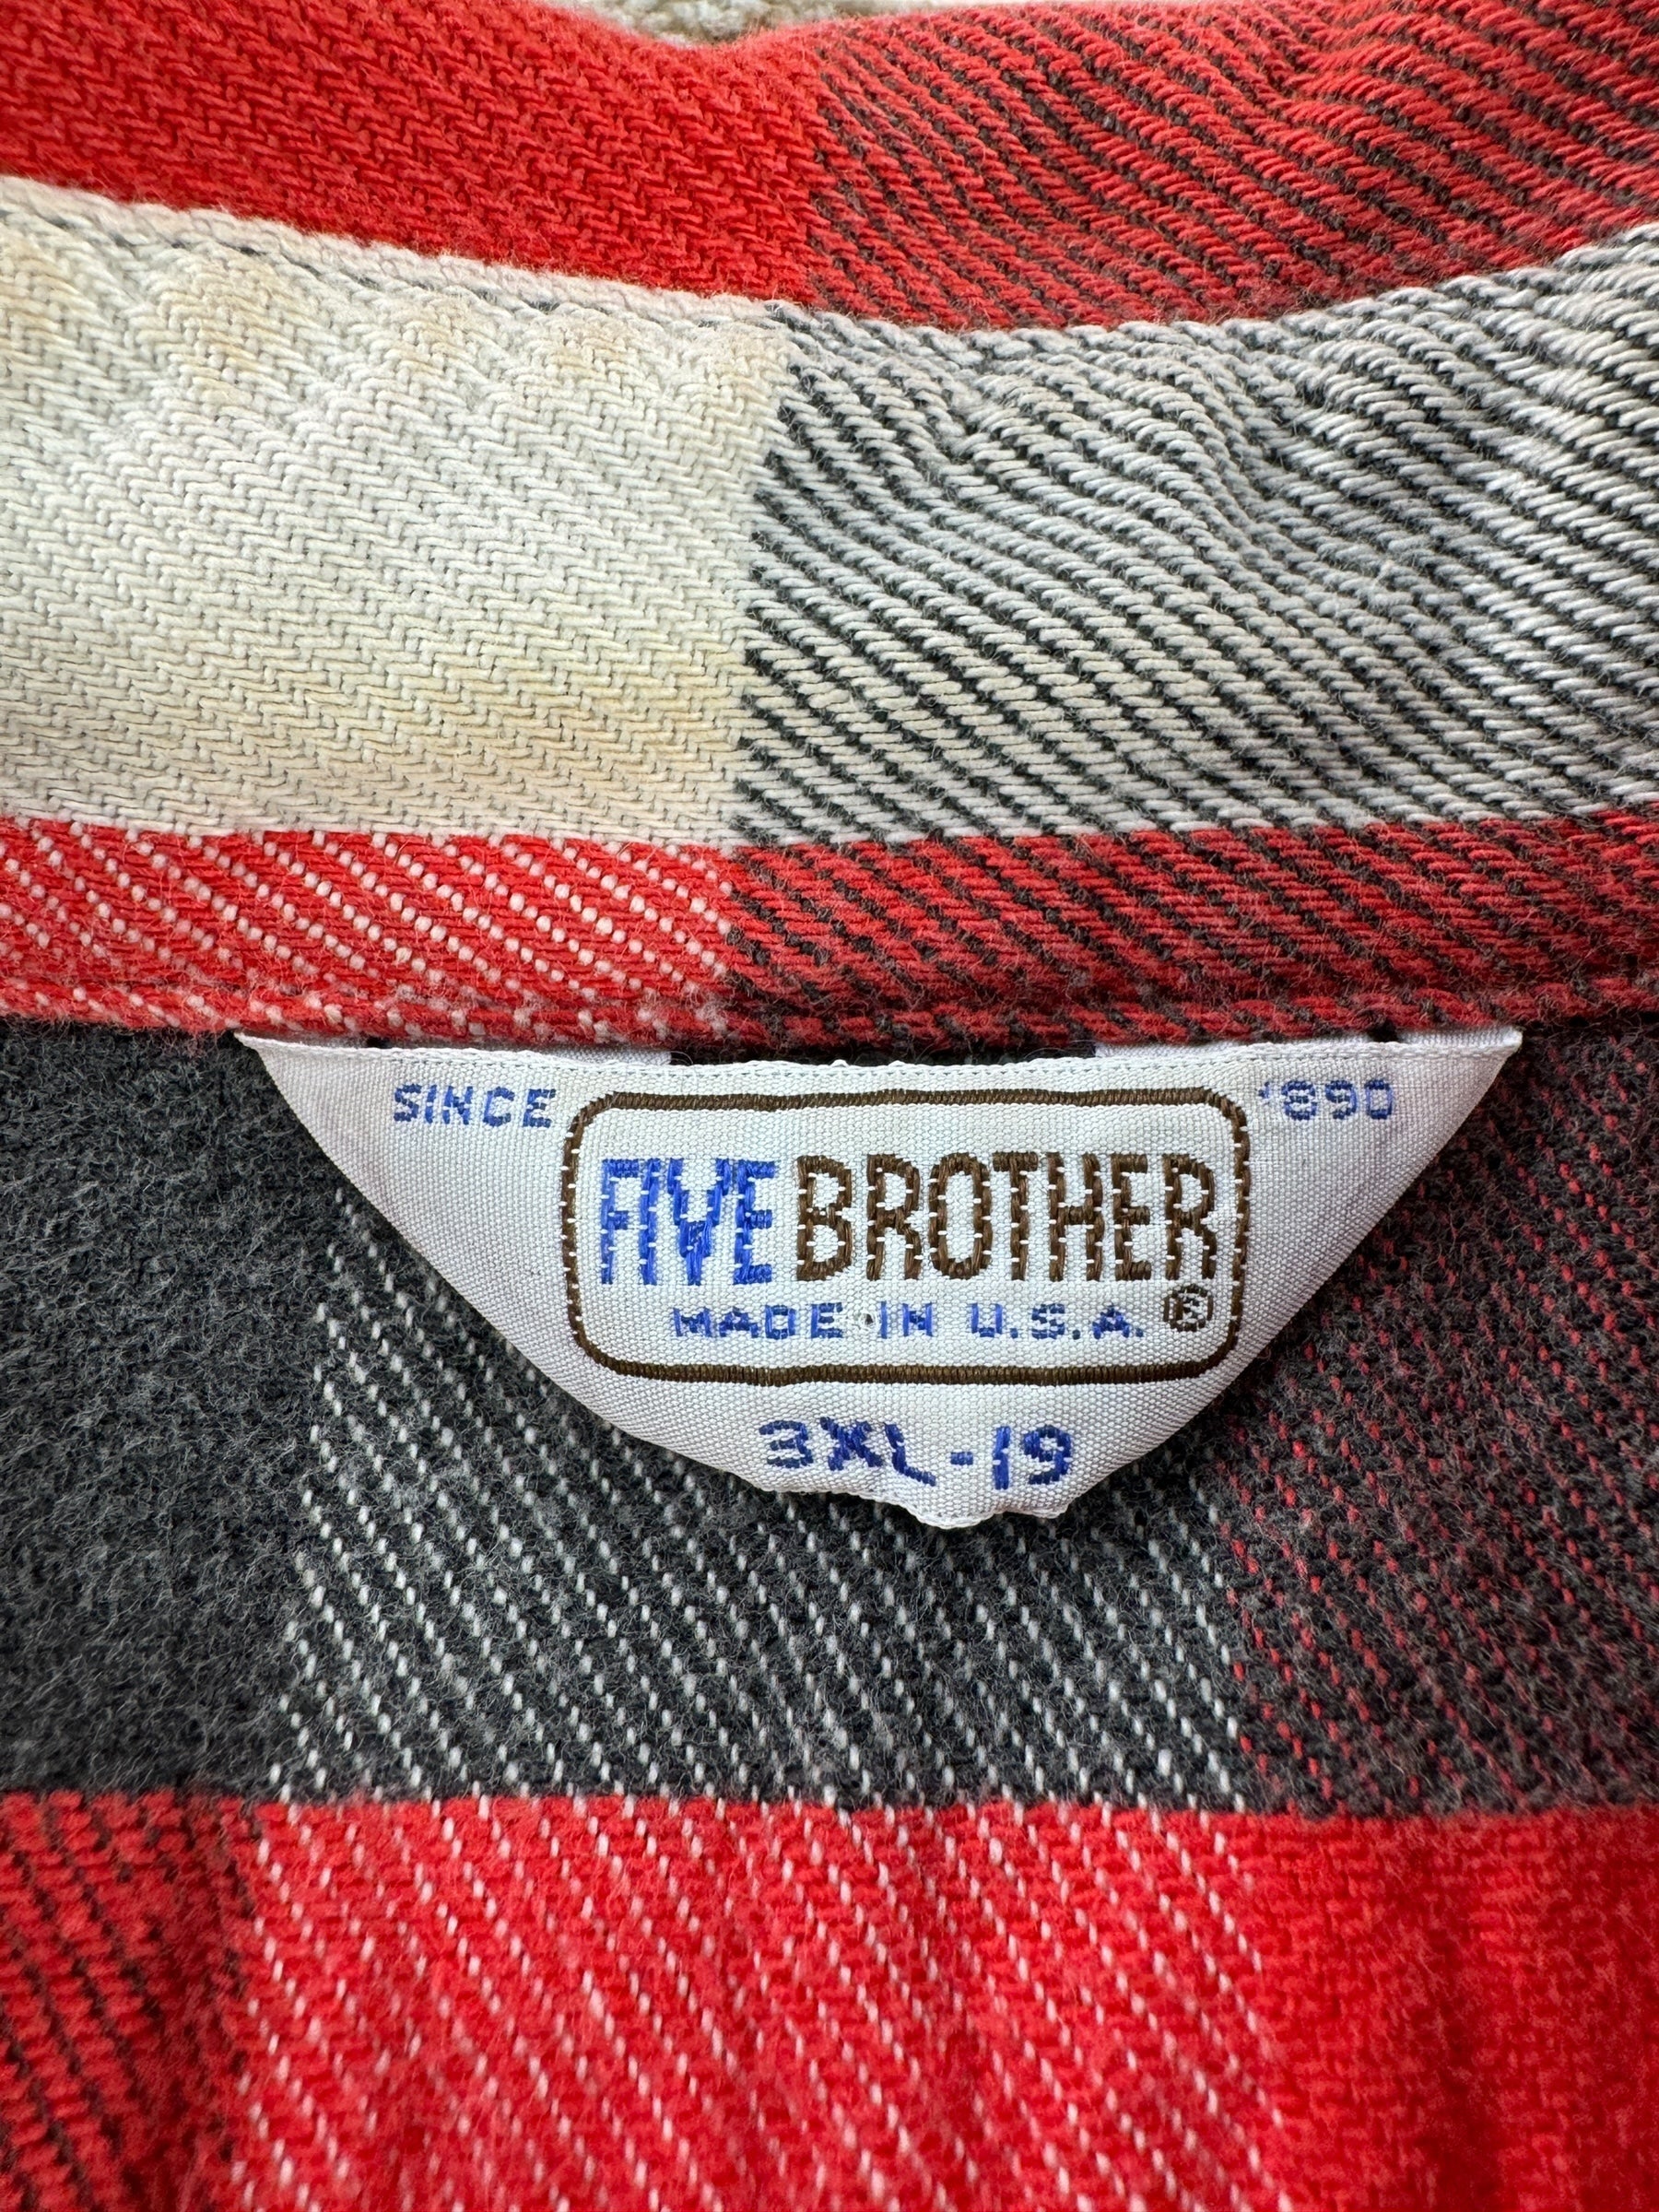 SINCE 1890
FIVE BROTHER
MADE IN U.S.A. ®
3XL-19